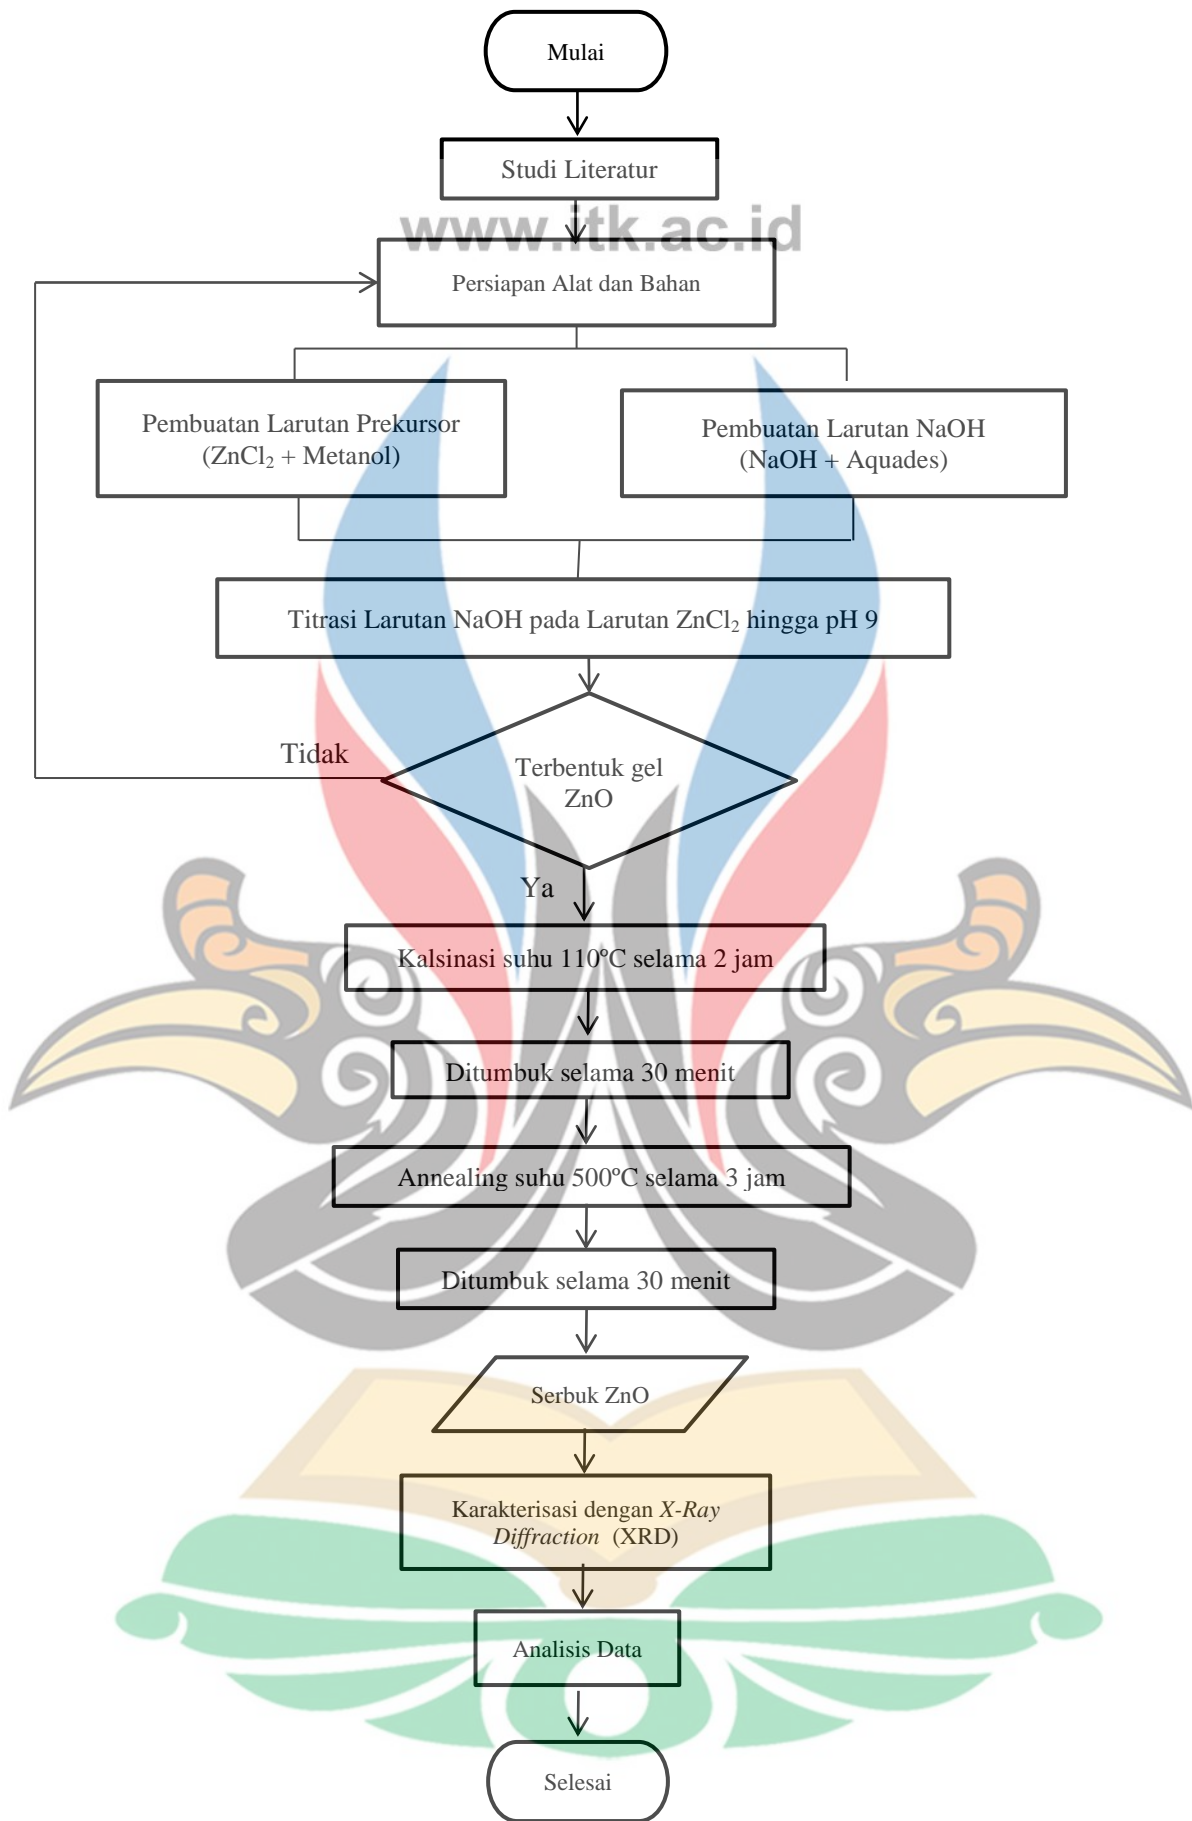 Mulai
Studi Literatur
www.itk.ac.id
Persiapan Alat dan Bahan
Pembuatan Larutan Prekursor
(ZnCl₂ + Metanol)
Pembuatan Larutan NaOH
(NaOH + Aquades)
Titrasi Larutan NaOH pada Larutan ZnCl₂ hingga pH 9
Tidak
Terbentuk gel
ZnO
Ya
Kalsinasi suhu 110°C selama 2 jam
Ditumbuk selama 30 menit
Annealing suhu 500°C selama 3 jam
Ditumbuk selama 30 menit
Serbuk ZnO
Karakterisasi dengan X-Ray
Diffraction (XRD)
Analisis Data
Selesai